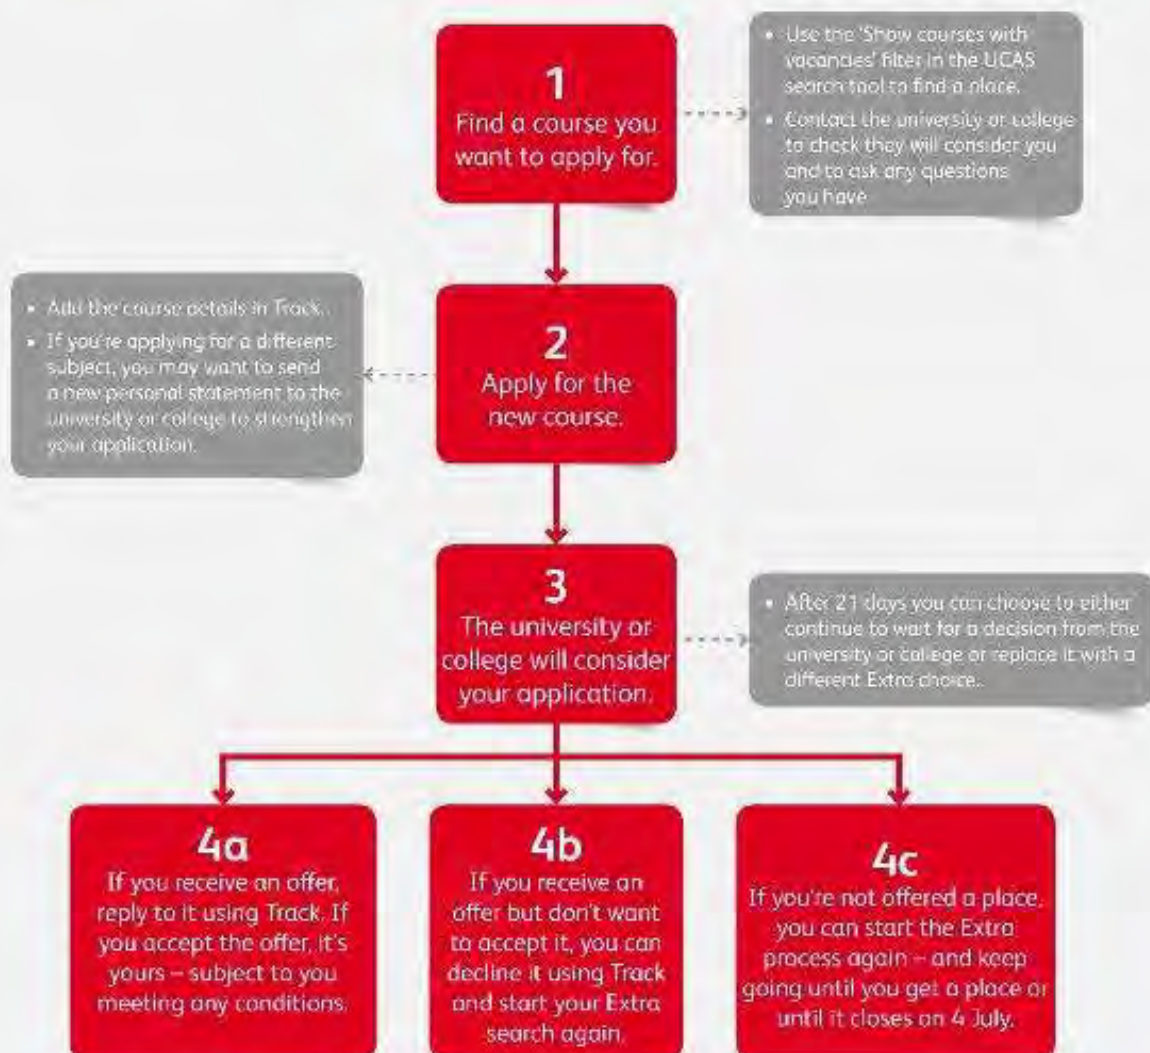 1
Find a course you
want to apply for.
• Use the 'Show courses with
vacancies' filter in the UCAS
search tool to find a place.
• Contact the university or college
to check they will consider you
and to ask any questions
you have
• Add the course details in Track.
• If you're applying for a different
subject, you may want to send
a new personal statement to the
university or college to strengthen
your application.
2
Apply for the
new course.
3
The university or
college will consider
your application.
• After 21 days you can choose to either
continue to wait for a decision from the
university or college or replace it with a
different Extra choice.
4a
If you receive an offer,
reply to it using Track. If
you accept the offer, it's
yours – subject to you
meeting any conditions.
4b
If you receive an
offer but don't want
to accept it, you can
decline it using Track
and start your Extra
search again.
4c
If you're not offered a place,
you can start the Extra
process again – and keep
going until you get a place or
until it closes on 4 July.